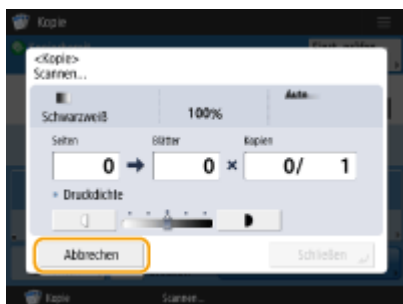 Kopie
<Kopie>
Scannen...
Auto...
Schwarzweiß
100%
Seiten Blätter Kopien
0 → 0 × 0/ 1
Druckdichte
Abbrechen
Schließen
Kopie Scannen...